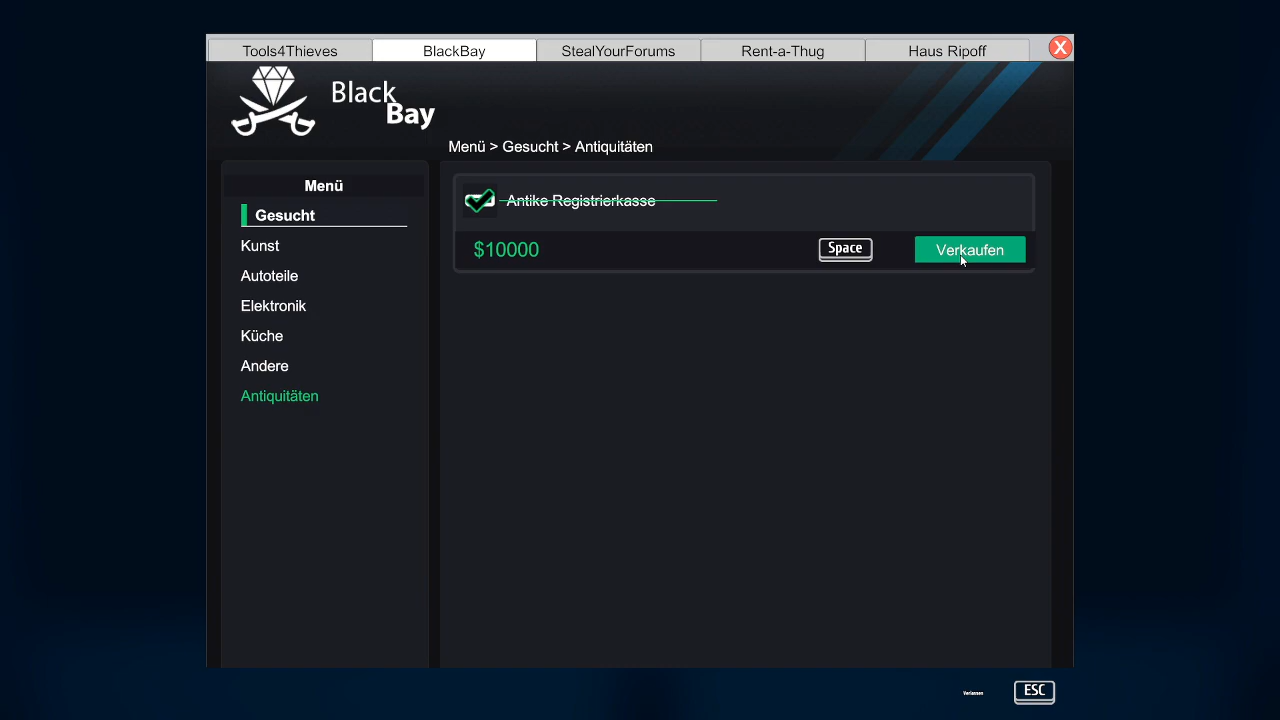 Tools4Thieves
BlackBay
StealYourForums
Rent-a-Thug
Haus Ripoff
X
Black
Bay
Menü > Gesucht > Antiquitäten
Menü
Gesucht
Kunst
Autoteile
Elektronik
Küche
Andere
Antiquitäten
Antike Registrierkasse
$10000
Space
Verkaufen
Verlassen
ESC